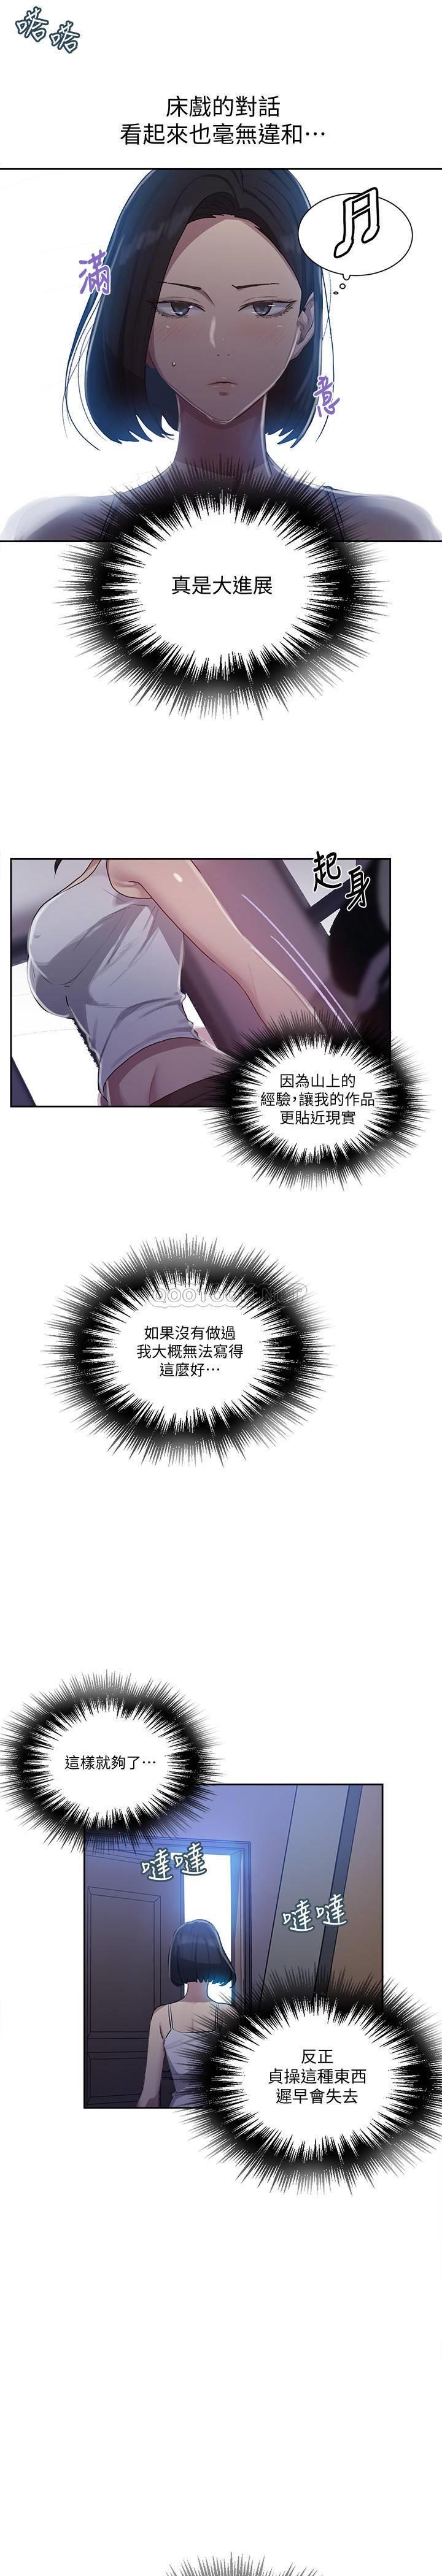 嗒嗒
床戲的對話
看起來也毫無違和…
滿
意
真是大進展
起身
因為山上的
經驗,讓我的作品
更貼近現實
如果沒有做過
我大概無法寫得
這麼好…
這樣就夠了…
噠噠
噠噠
反正
貞操這種東西
遲早會失去